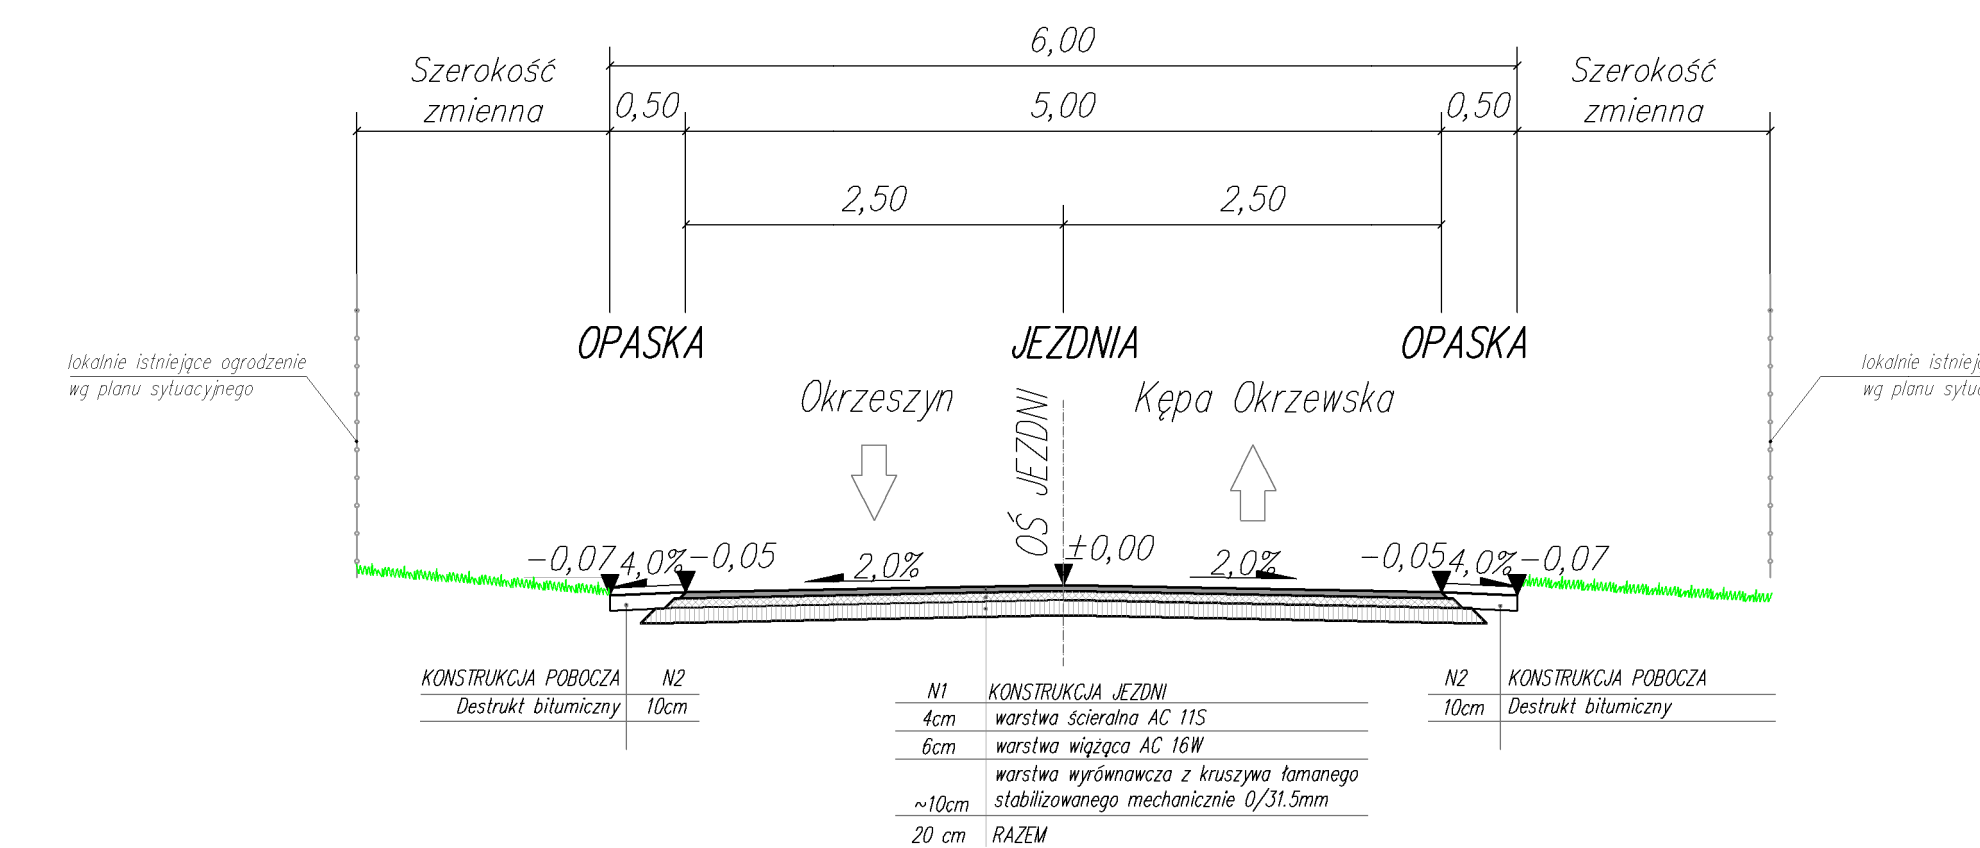 6,00
Szerokość
zmienna
0,50
5,00
0,50
Szerokość
zmienna
2,50
2,50
OPASKA
JEZDNIA
OPASKA
lokalnie istniejące ogrodzenie
wg planu sytuacyjnego
lokalnie
wg planu
Okrzeszyn
OŚ JEZDNI
Kępa Okrzewska
-0,07
4,0%
-0,05
2,0%
±0,00
2,0%
-0,05
4,0%
-0,07
KONSTRUKCJA POBOCZA N2
Destrukt bitumiczny 10cm
N1 KONSTRUKCJA JEZDNI
4cm warstwa ścieralna AC 11S
6cm warstwa wiążąca AC 16W
warstwa wyrównawcza z kruszywa łamanego
~10cm stabilizowanego mechanicznie 0/31.5mm
20 cm RAZEM
N2 KONSTRUKCJA POBOCZA
10cm Destrukt bitumiczny